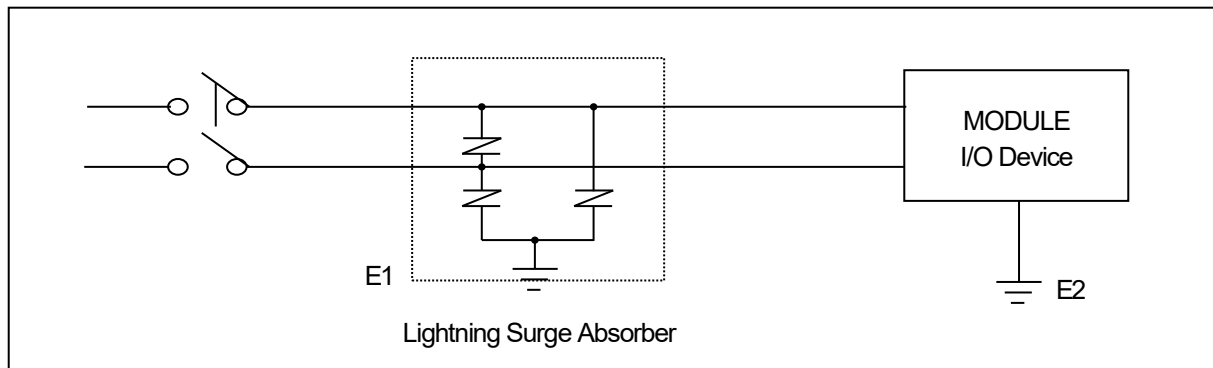 MODULE
I/O Device
E1
E2
Lightning Surge Absorber